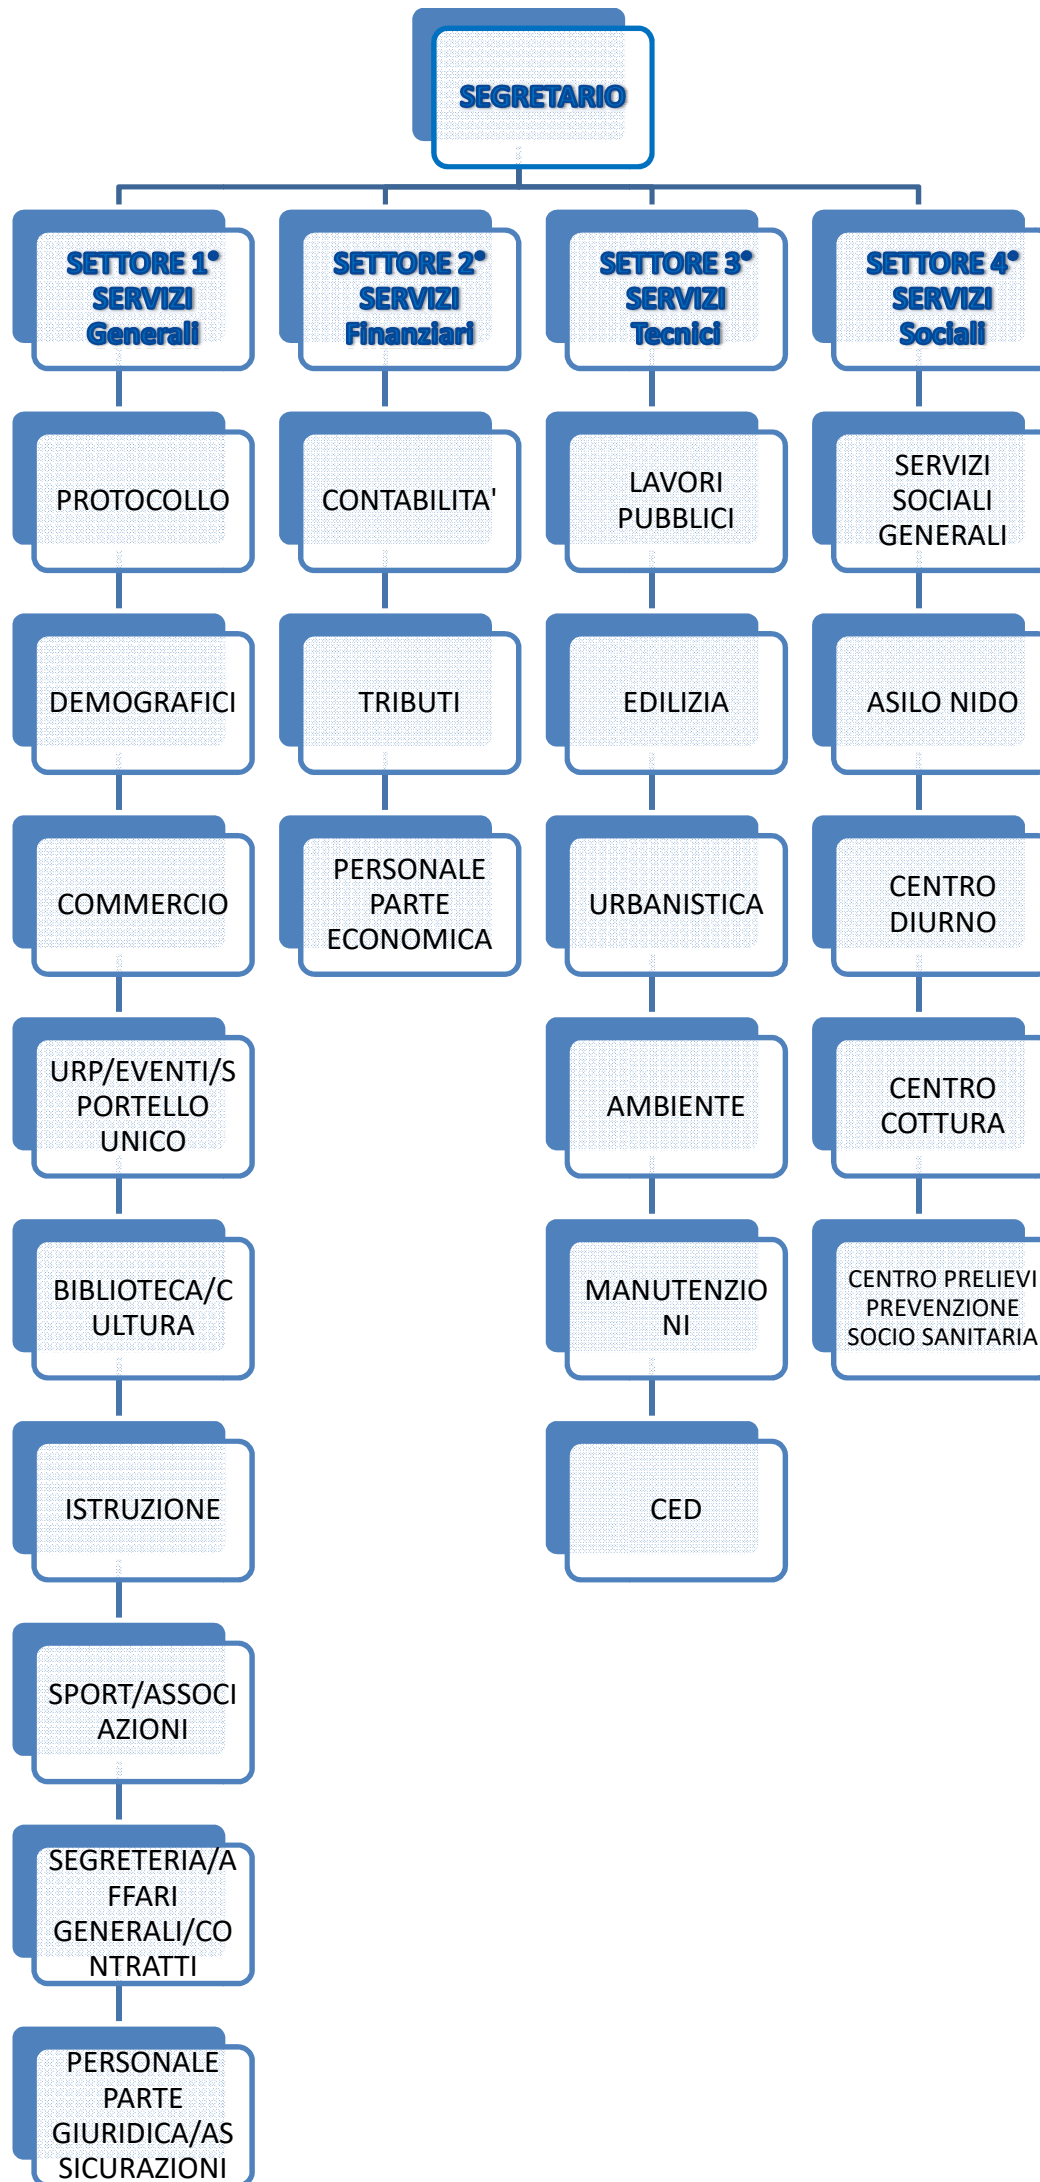 SEGRETARIO
SETTORE 1°
SERVIZI
Generali
PROTOCOLLO
DEMOGRAFICI
COMMERCIO
URP/EVENTI/S
PORTELLO
UNICO
BIBLIOTECA/C
ULTURA
ISTRUZIONE
SPORT/ASSOCI
AZIONI
SEGRETERIA/A
FFARI
GENERALI/CO
NTRATTI
PERSONALE
PARTE
GIURIDICA/AS
SICURAZIONI
SETTORE 2°
SERVIZI
Finanziari
CONTABILITA'
TRIBUTI
PERSONALE
PARTE
ECONOMICA
SETTORE 3°
SERVIZI
Tecnici
LAVORI
PUBBLICI
EDILIZIA
URBANISTICA
AMBIENTE
MANUTENZIO
NI
CED
SETTORE 4°
SERVIZI
Sociali
SERVIZI
SOCIALI
GENERALI
ASILO NIDO
CENTRO
DIURNO
CENTRO
COTTURA
CENTRO PRELIEVI
PREVENZIONE
SOCIO SANITARIA